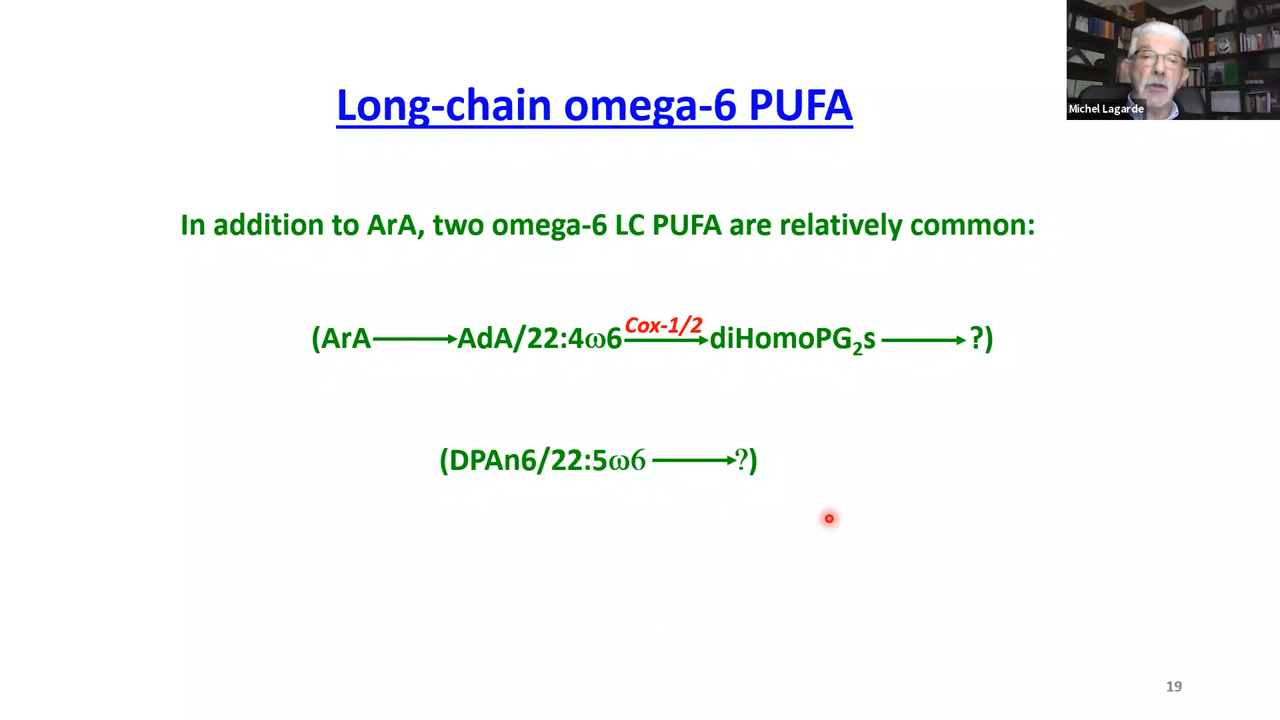 Michel Lagarde
Long-chain omega-6 PUFA
In addition to ArA, two omega-6 LC PUFA are relatively common:
(ArA → AdA/22:4ω6 Cox-1/2 → diHomoPG₂s → ?)
(DPAn6/22:5ω6 → ?)
19